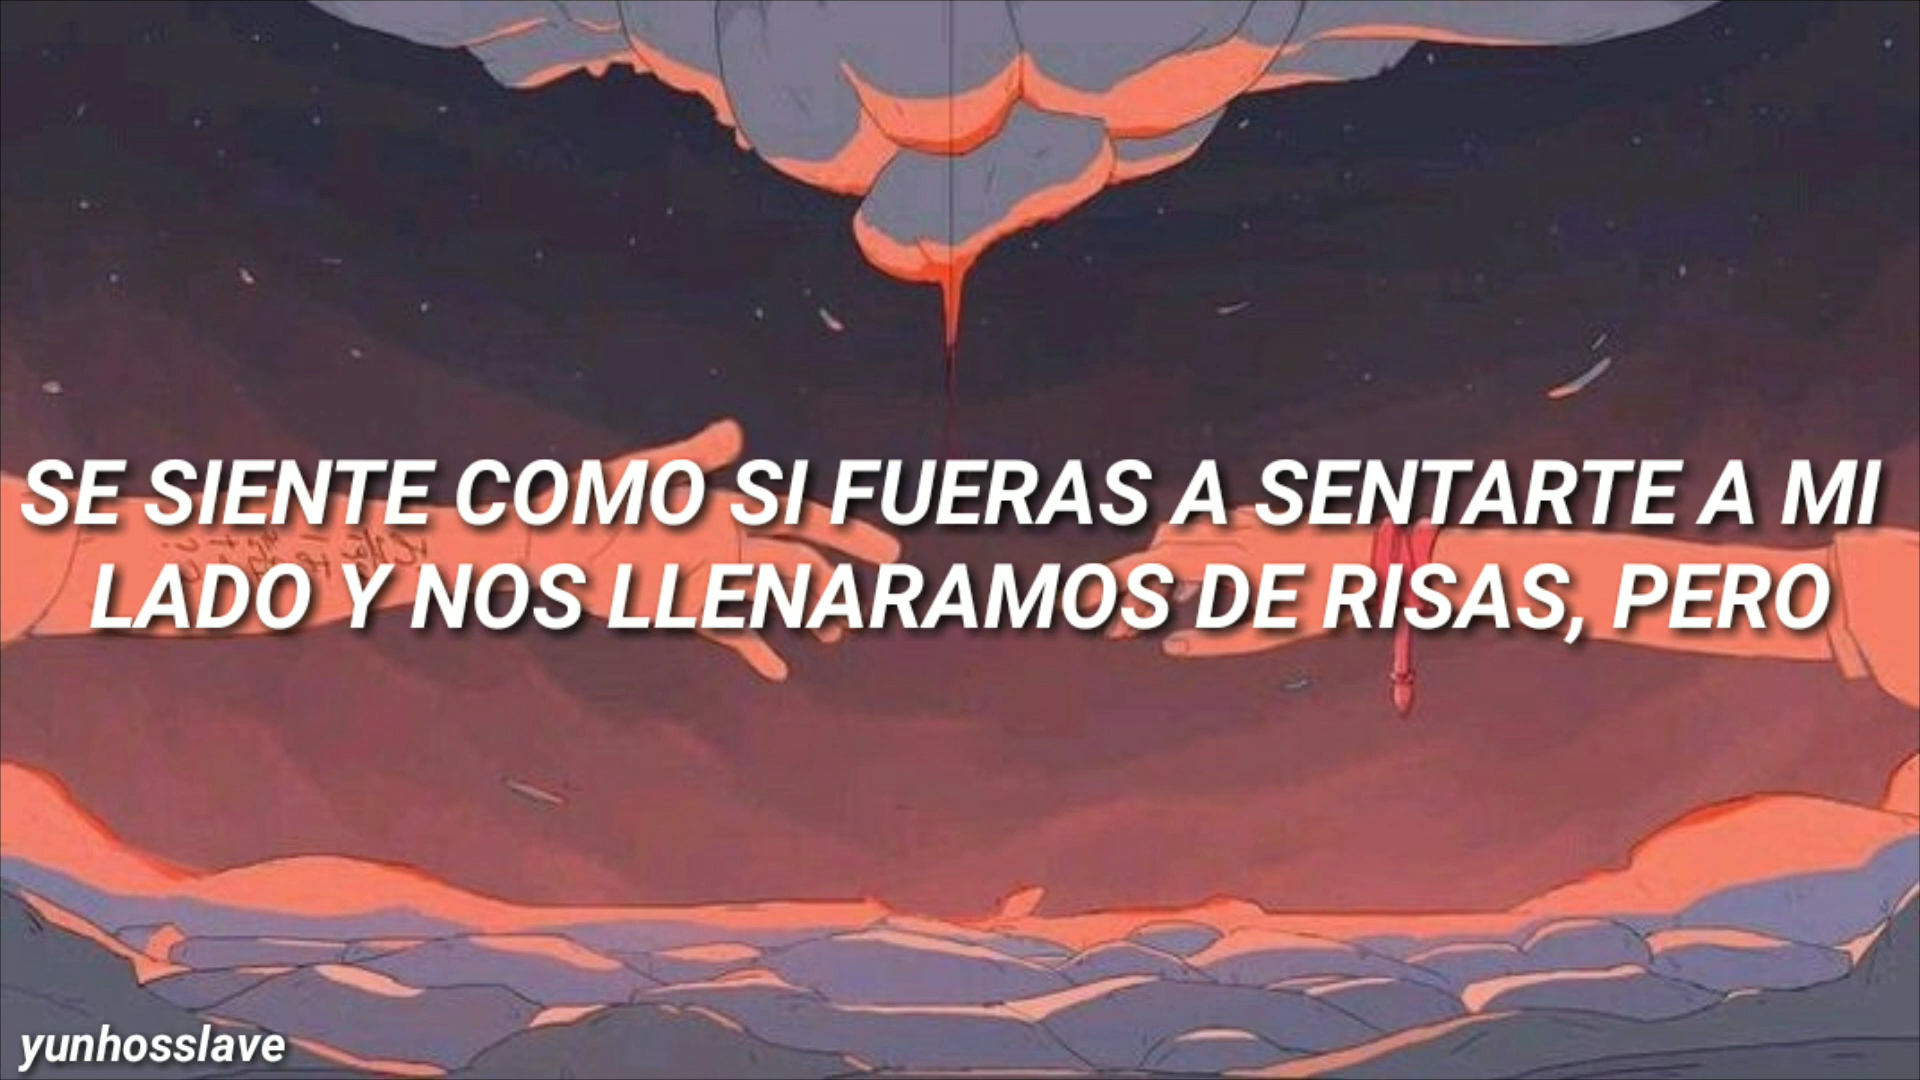 SE SIENTE COMO SI FUERAS A SENTARTE A MI
LADO Y NOS LLENARAMOS DE RISAS, PERO
yunhosslave